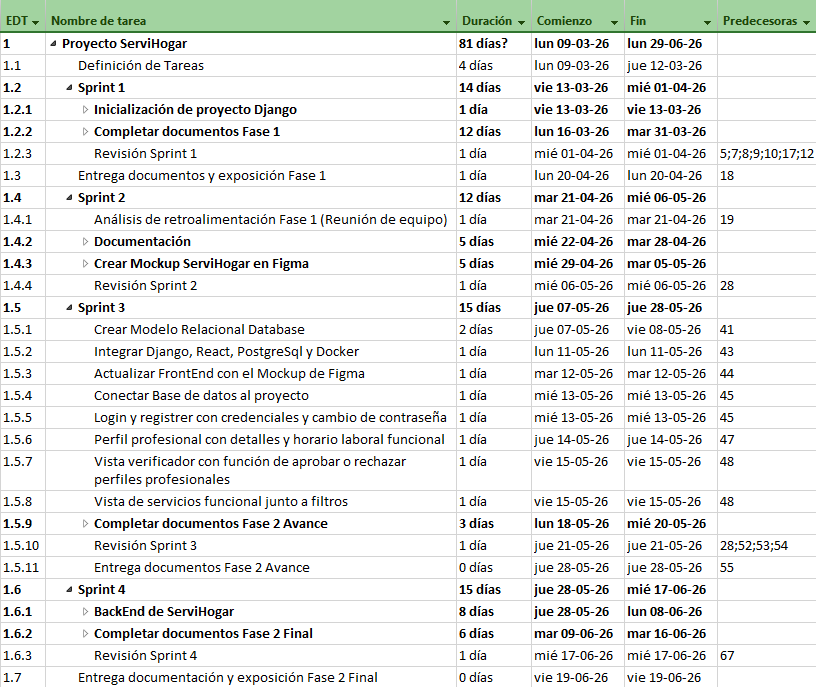 EDT Nombre de tarea Duración Comienzo Fin Predecesoras
1 Proyecto ServiHogar 81 días? lun 09-03-26 lun 29-06-26
1.1 Definición de Tareas 4 días lun 09-03-26 jue 12-03-26
1.2 Sprint 1 14 días vie 13-03-26 mié 01-04-26
1.2.1 Inicialización de proyecto Django 1 día vie 13-03-26 vie 13-03-26
1.2.2 Completar documentos Fase 1 12 días lun 16-03-26 mar 31-03-26
1.2.3 Revisión Sprint 1 1 día mié 01-04-26 mié 01-04-26 5;7;8;9;10;17;12
1.3 Entrega documentos y exposición Fase 1 1 día lun 20-04-26 lun 20-04-26 18
1.4 Sprint 2 12 días mar 21-04-26 mié 06-05-26
1.4.1 Análisis de retroalimentación Fase 1 (Reunión de equipo) 1 día mar 21-04-26 mar 21-04-26 19
1.4.2 Documentación 5 días mié 22-04-26 mar 28-04-26
1.4.3 Crear Mockup ServiHogar en Figma 5 días mié 29-04-26 mar 05-05-26
1.4.4 Revisión Sprint 2 1 día mié 06-05-26 mié 06-05-26 28
1.5 Sprint 3 15 días jue 07-05-26 jue 28-05-26
1.5.1 Crear Modelo Relacional Database 2 días jue 07-05-26 vie 08-05-26 41
1.5.2 Integrar Django, React, PostgreSql y Docker 1 día lun 11-05-26 lun 11-05-26 43
1.5.3 Actualizar FrontEnd con el Mockup de Figma 1 día mar 12-05-26 mar 12-05-26 44
1.5.4 Conectar Base de datos al proyecto 1 día mié 13-05-26 mié 13-05-26 45
1.5.5 Login y registrer con credenciales y cambio de contraseña 1 día mié 13-05-26 mié 13-05-26 45
1.5.6 Perfil profesional con detalles y horario laboral funcional 1 día jue 14-05-26 jue 14-05-26 47
1.5.7 Vista verificador con función de aprobar o rechazar 1 día vie 15-05-26 vie 15-05-26 48
perfiles profesionales
1.5.8 Vista de servicios funcional junto a filtros 1 día vie 15-05-26 vie 15-05-26 48
1.5.9 Completar documentos Fase 2 Avance 3 días lun 18-05-26 mié 20-05-26
1.5.10 Revisión Sprint 3 1 día jue 21-05-26 jue 21-05-26 28;52;53;54
1.5.11 Entrega documentos Fase 2 Avance 0 días jue 28-05-26 jue 28-05-26 55
1.6 Sprint 4 15 días jue 28-05-26 mié 17-06-26
1.6.1 BackEnd de ServiHogar 8 días jue 28-05-26 lun 08-06-26
1.6.2 Completar documentos Fase 2 Final 6 días mar 09-06-26 mar 16-06-26
1.6.3 Revisión Sprint 4 1 día mié 17-06-26 mié 17-06-26 67
1.7 Entrega documentación y exposición Fase 2 Final 0 días vie 19-06-26 vie 19-06-26